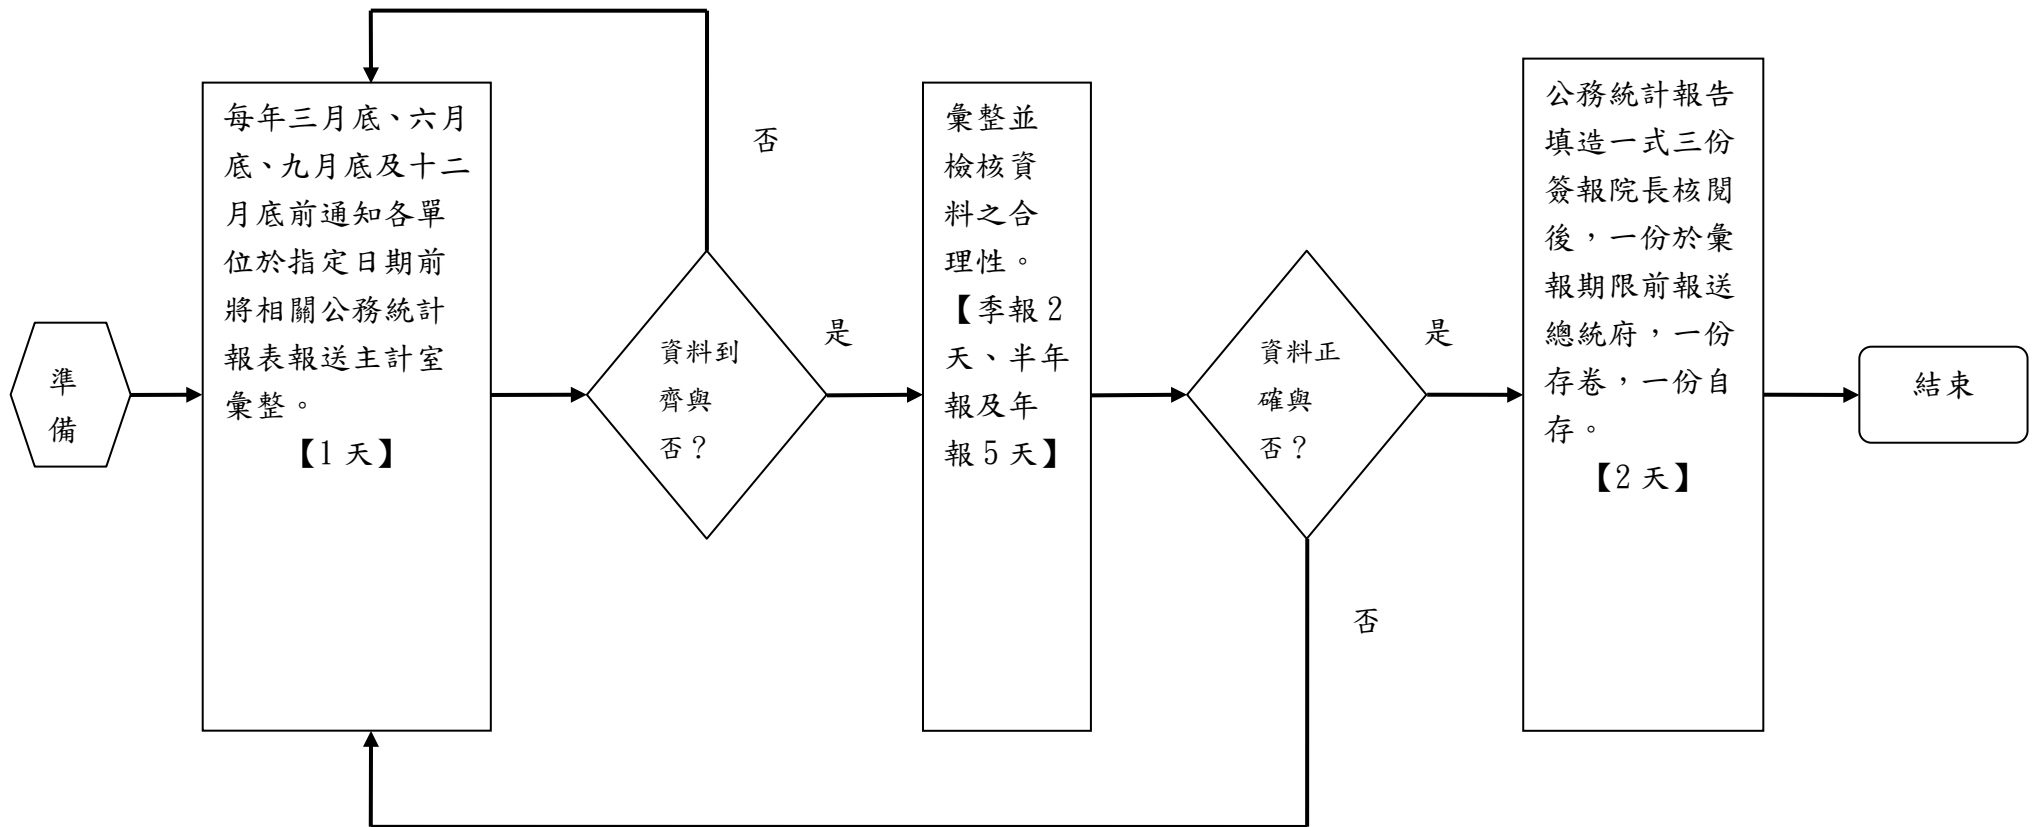 準
備
每年三月底、六月
底、九月底及十二
月底前通知各單
位於指定日期前
將相關公務統計
報表報送主計室
彙整。
【1天】
否
資料到
齊與
否？
是
彙整並
檢核資
料之合
理性。
【季報2
天、半年
報及年
報5天】
資料正
確與
否？
是
否
公務統計報告
填造一式三份
簽報院長核閱
後，一份於彙
報期限前報送
總統府，一份
存卷，一份自
存。
【2天】
結束